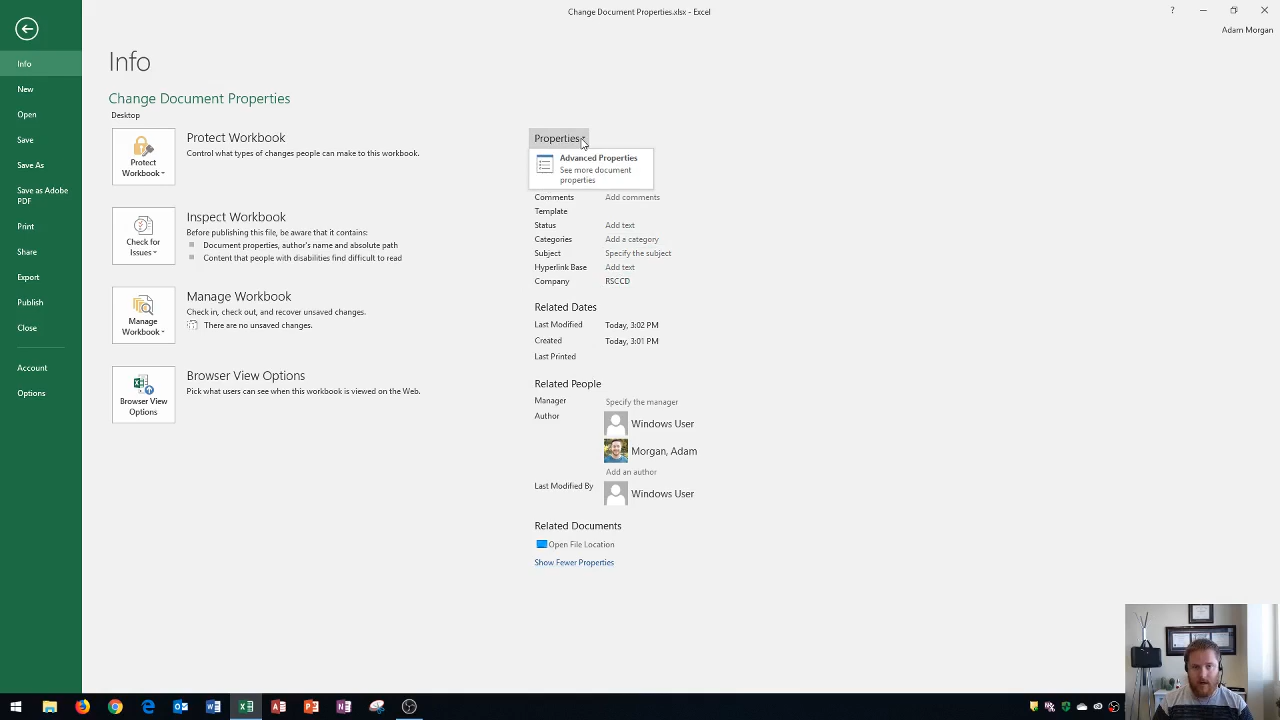 Change Document Properties.xlsx - Excel
?
Adam Morgan
Info
New
Open
Save
Save As
Save as Adobe
PDF
Print
Share
Export
Publish
Close
Account
Options
Info
Change Document Properties
Desktop
Protect
Workbook
Protect Workbook
Control what types of changes people can make to this workbook.
Check for
Issues
Inspect Workbook
Before publishing this file, be aware that it contains:
Document properties, author's name and absolute path
Content that people with disabilities find difficult to read
Manage
Workbook
Manage Workbook
Check in, check out, and recover unsaved changes.
There are no unsaved changes.
Browser View
Options
Browser View Options
Pick what users can see when this workbook is viewed on the Web.
Properties
Advanced Properties
See more document
properties
Comments Add comments
Template
Status Add text
Categories Add a category
Subject Specify the subject
Hyperlink Base Add text
Company RSCCD
Related Dates
Last Modified Today, 3:02 PM
Created Today, 3:01 PM
Last Printed
Related People
Manager Specify the manager
Author Windows User
Morgan, Adam
Add an author
Last Modified By Windows User
Related Documents
Open File Location
Show Fewer Properties